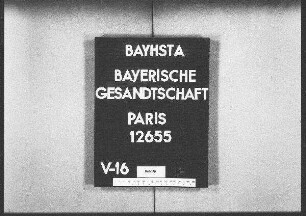 BAYHSTA
BAYERISCHE
GESANDTSCHAFT
PARIS
12655
V-16